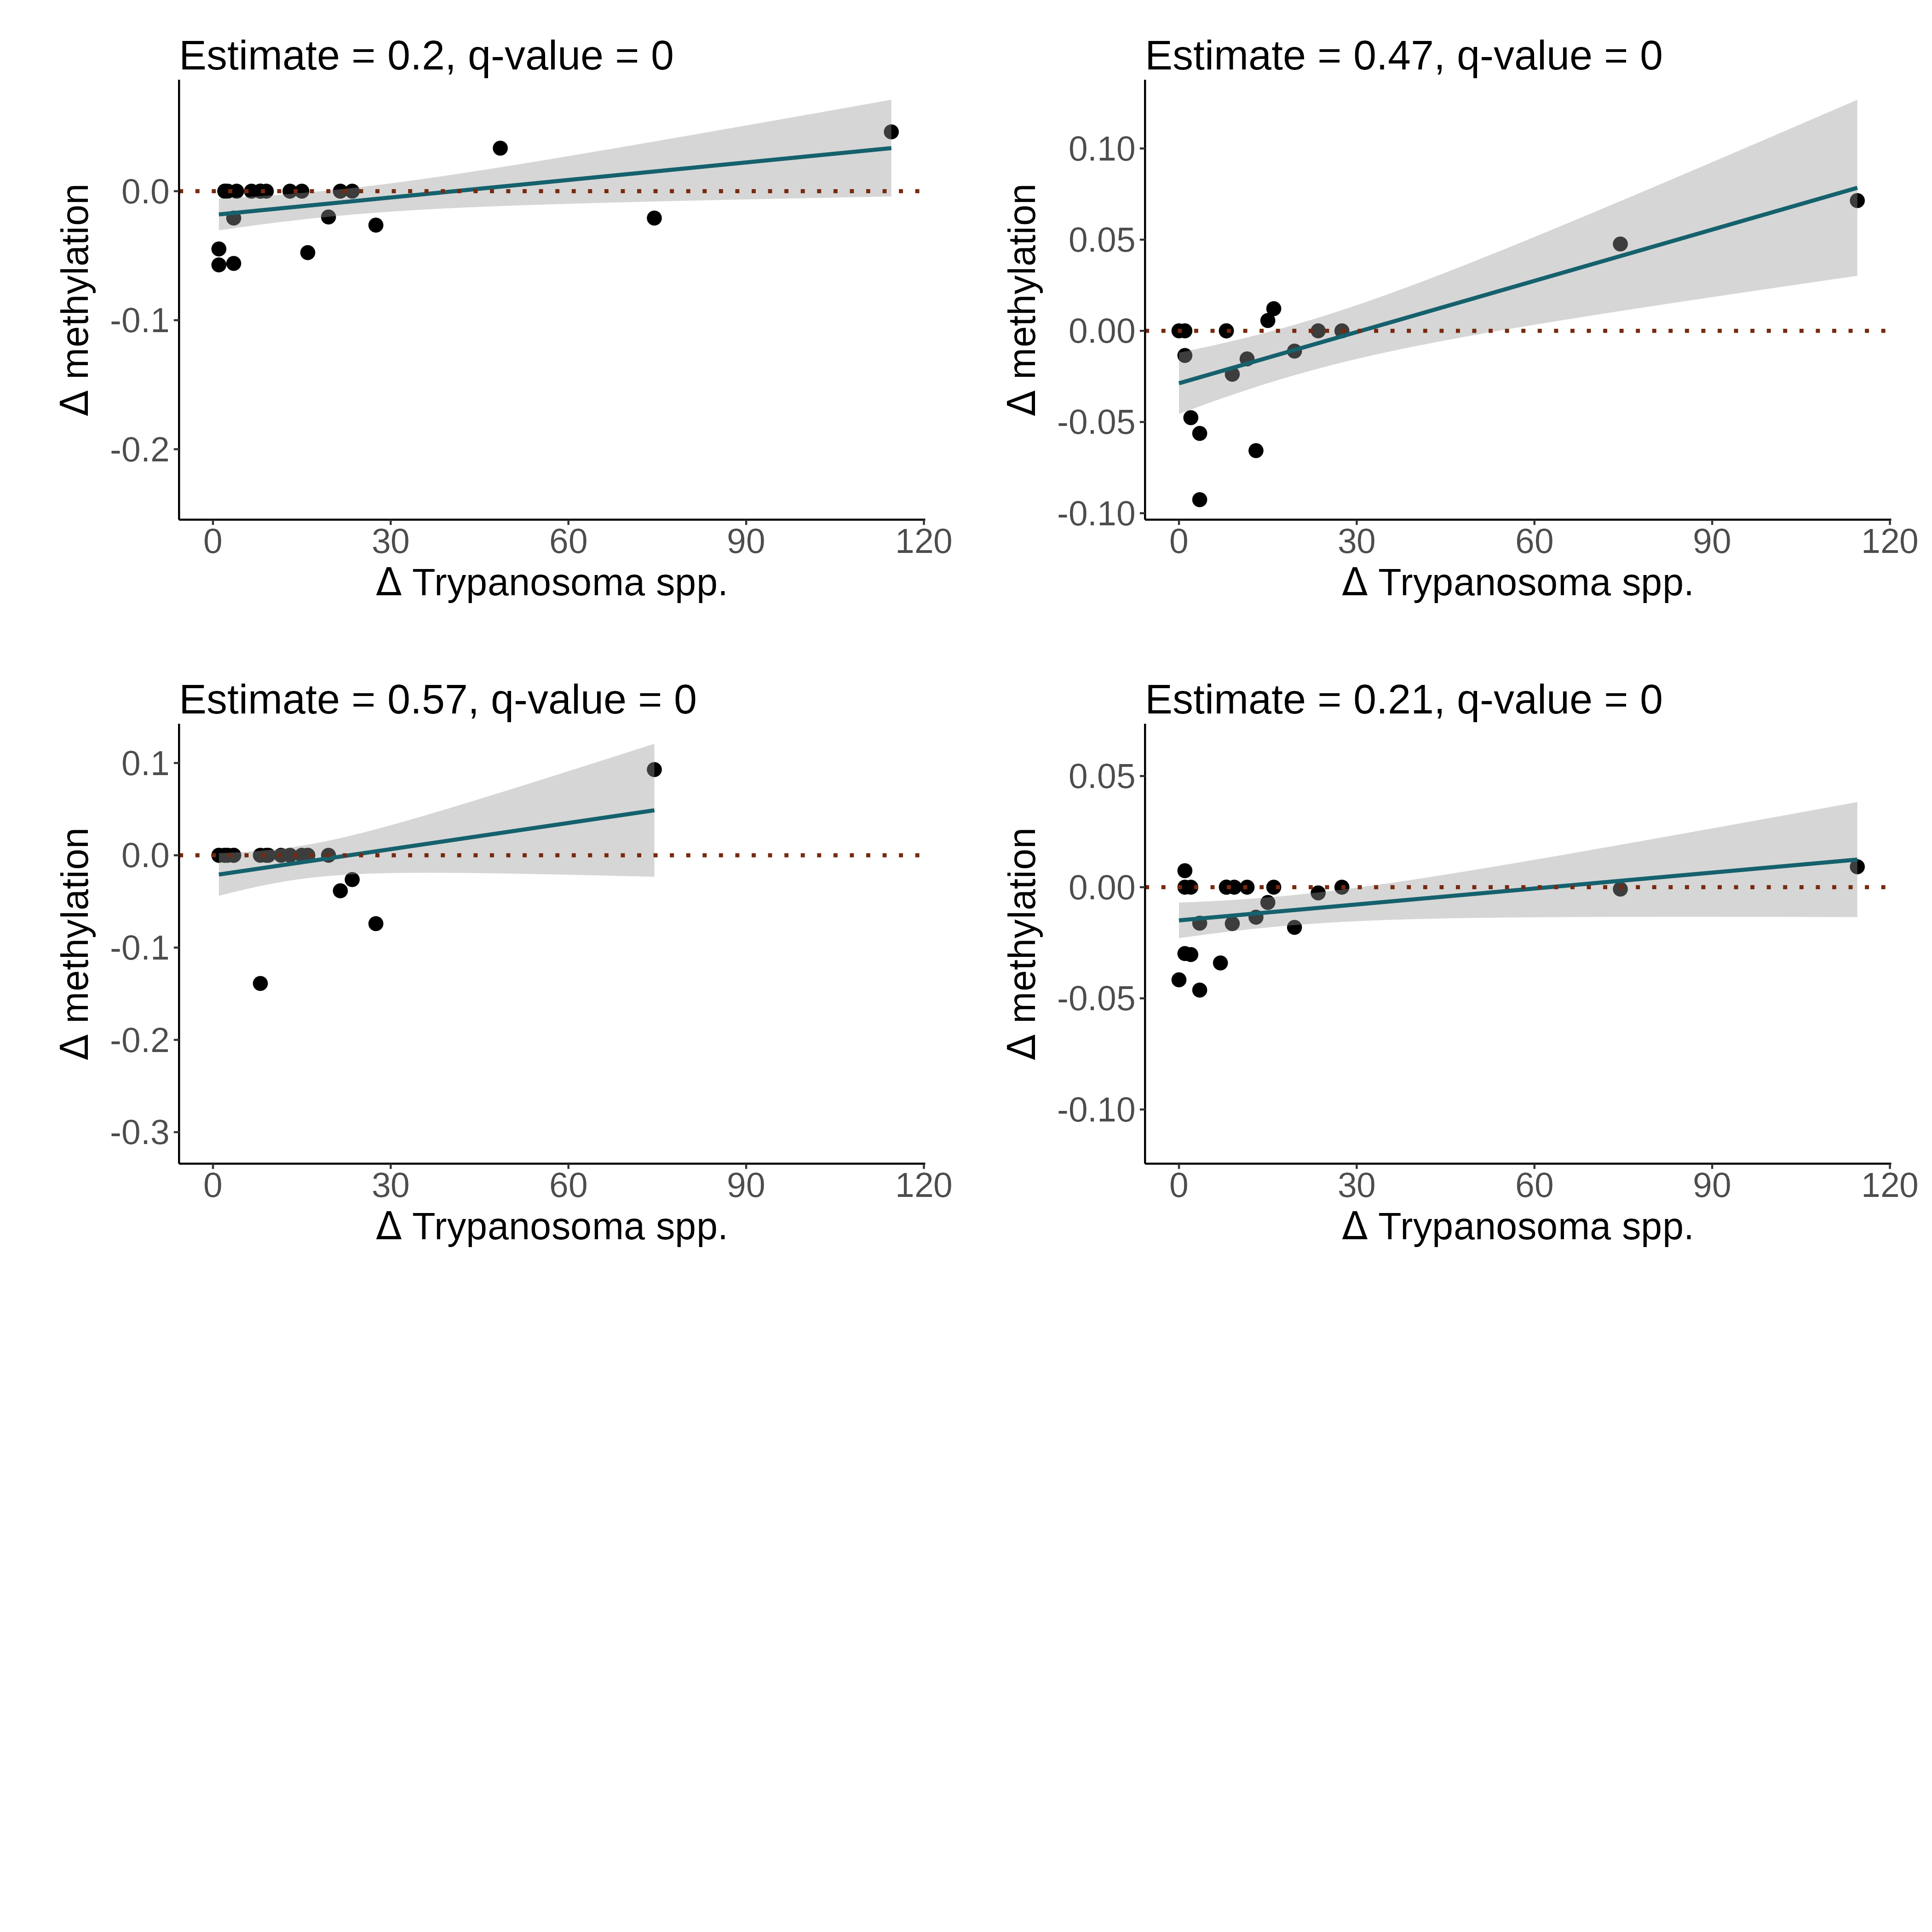 Estimate = 0.2, q-value = 0
Δ methylation
0.0
-0.1
-0.2
0 30 60 90 120
Δ Trypanosoma spp.
Estimate = 0.47, q-value = 0
Δ methylation
0.10
0.05
0.00
-0.05
-0.10
0 30 60 90 120
Δ Trypanosoma spp.
Estimate = 0.57, q-value = 0
Δ methylation
0.1
0.0
-0.1
-0.2
-0.3
0 30 60 90 120
Δ Trypanosoma spp.
Estimate = 0.21, q-value = 0
Δ methylation
0.05
0.00
-0.05
-0.10
0 30 60 90 120
Δ Trypanosoma spp.